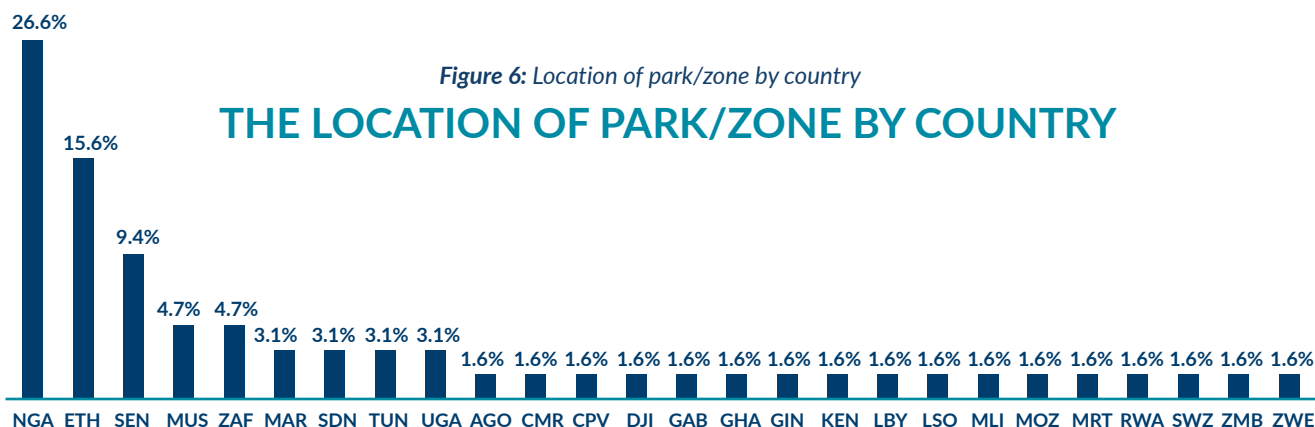 26.6%
Figure 6: Location of park/zone by country
THE LOCATION OF PARK/ZONE BY COUNTRY
15.6%
9.4%
4.7% 4.7%
3.1% 3.1% 3.1% 3.1%
1.6% 1.6% 1.6% 1.6% 1.6% 1.6% 1.6% 1.6% 1.6% 1.6% 1.6% 1.6% 1.6% 1.6% 1.6% 1.6% 1.6%
NGA ETH SEN MUS ZAF MAR SDN TUN UGA AGO CMR CPV DJI GAB GHA GIN KEN LBY LSO MLI MOZ MRT RWA SWZ ZMB ZWE